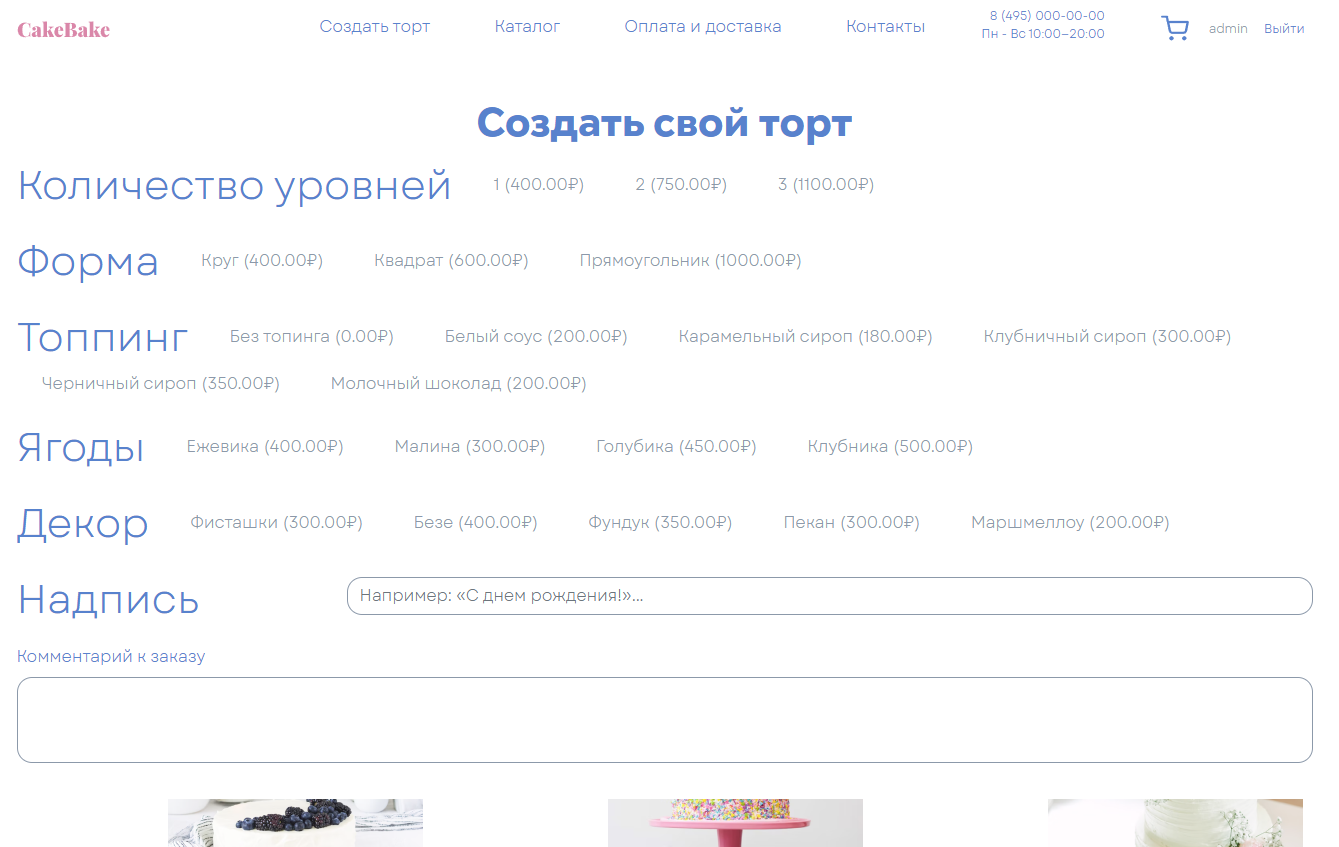 CakeBake
Создать торт
Каталог
Оплата и доставка
Контакты
8 (495) 000-00-00
Пн - Вс 10:00—20:00
admin
Выйти
Создать свой торт
Количество уровней 1 (400.00₽) 2 (750.00₽) 3 (1100.00₽)
Форма Круг (400.00₽) Квадрат (600.00₽) Прямоугольник (1000.00₽)
Топпинг Без топинга (0.00₽) Белый соус (200.00₽) Карамельный сироп (180.00₽) Клубничный сироп (300.00₽)
Черничный сироп (350.00₽) Молочный шоколад (200.00₽)
Ягоды Ежевика (400.00₽) Малина (300.00₽) Голубика (450.00₽) Клубника (500.00₽)
Декор Фисташки (300.00₽) Безе (400.00₽) Фундук (350.00₽) Пекан (300.00₽) Маршмеллоу (200.00₽)
Надпись Например: «С днем рождения!»...
Комментарий к заказу